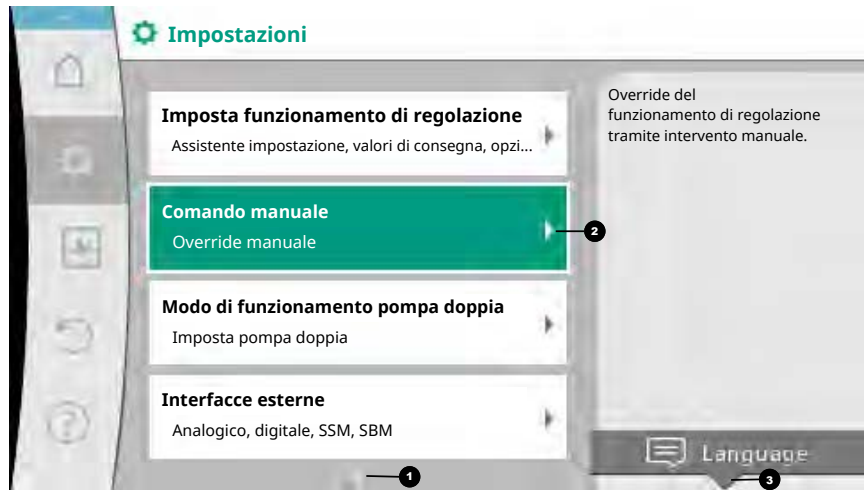 Impostazioni
Imposta funzionamento di regolazione
Assistente impostazione, valori di consegna, opzi...
Comando manuale
Override manuale
Modo di funzionamento pompa doppia
Imposta pompa doppia
Interfacce esterne
Analogico, digitale, SSM, SBM
Override del
funzionamento di regolazione
tramite intervento manuale.
Language
1
2
3